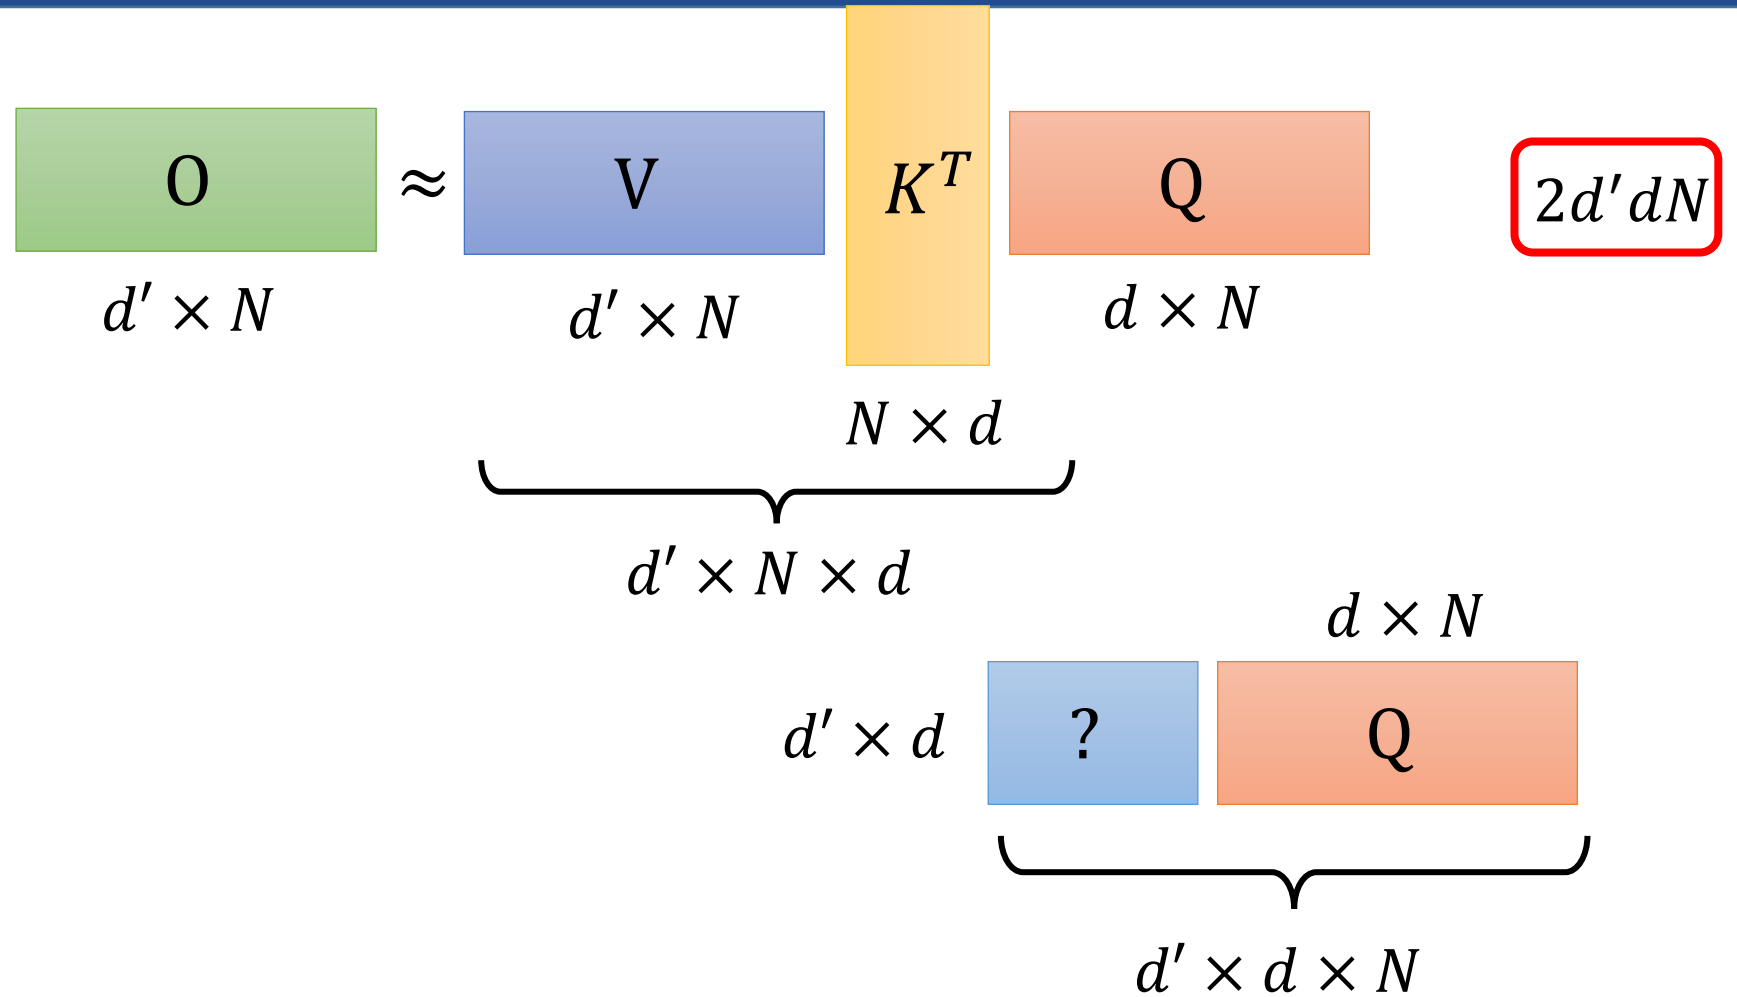 O ≈ V K^T Q 2d′dN
d′ × N d′ × N d × N
N × d
d′ × N × d
d × N
d′ × d ? Q
d′ × d × N